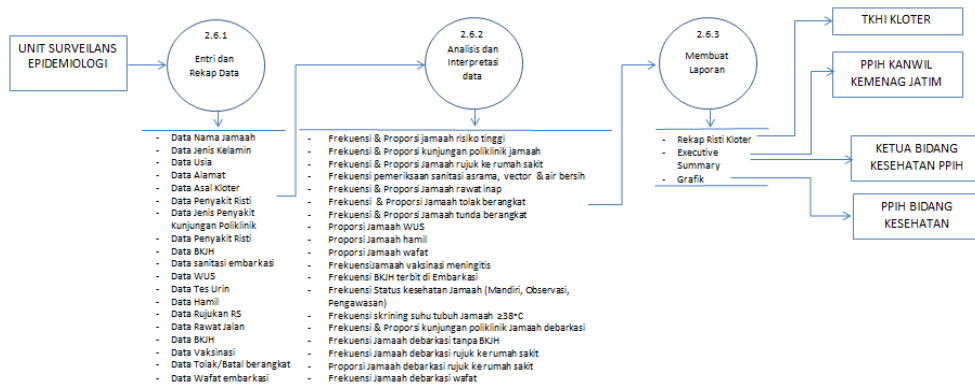 UNIT SURVEILANS
EPIDEMIOLOGI
2.6.1
Entri dan
Rekap Data
- Data Nama Jamaah
- Data Jenis Kelamin
- Data Usia
- Data Alamat
- Data Asal Kloter
- Data Penyakit Risti
- Data Jenis Penyakit
Kunjungan Poliklinik
- Data Penyakit Risti
- Data BKJH
- Data sanitasi embarkasi
- Data WUS
- Data Tes Urin
- Data Hamil
- Data Rujukan RS
- Data Rawat Jalan
- Data BKJH
- Data Vaksinasi
- Data Tolak/Batal berangkat
- Data Wafat embarkasi
2.6.2
Analisis dan
Interpretasi
data
- Frekuensi & Proporsi jamaah risiko tinggi
- Frekuensi & Proporsi kunjungan poliklinik jamaah
- Frekuensi & Proporsi Jamaah rujuk ke rumah sakit
- Frekuensi pemeriksaan sanitasi asrama, vector & air bersih
- Frekuensi & Proporsi Jamaah rawat inap
- Frekuensi & Proporsi Jamaah tolak berangkat
- Frekuensi & Proporsi Jamaah tunda berangkat
- Proporsi Jamaah WUS
- Proporsi Jamaah hamil
- Proporsi Jamaah wafat
- FrekuensiJamaah vaksinasi meningitis
- Frekuensi BKJH terbit di Embarkasi
- Frekuensi Status kesehatan Jamaah (Mandiri, Observasi,
Pengawasan)
- Frekuensi skrining suhu tubuh Jamaah ≥38°C
- Frekuensi & Proporsi kunjungan poliklinik Jamaah debarkasi
- Frekuensi Jamaah debarkasi tanpa BKJH
- Frekuensi Jamaah debarkasi rujuk ke rumah sakit
- Proporsi Jamaah debarkasi rujuk ke rumah sakit
- Frekuensi Jamaah debarkasi wafat
2.6.3
Membuat
Laporan
- Rekap Risti Kloter
- Executive
Summary
- Grafik
TKHI KLOTER
PPIH KANWIL
KEMENAG JATIM
KETUA BIDANG
KESEHATAN PPIH
PPIH BIDANG
KESEHATAN